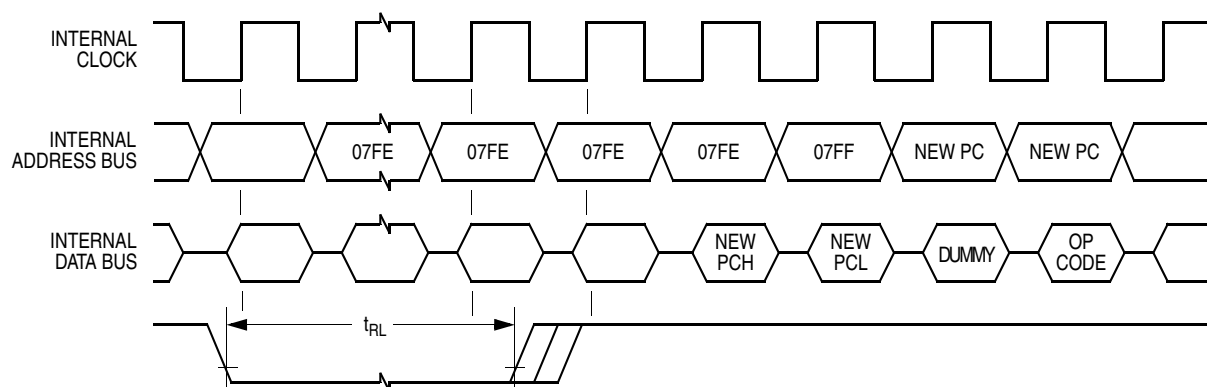 INTERNAL
CLOCK
INTERNAL
ADDRESS BUS
07FE
07FE
07FE
07FE
07FF
NEW PC
NEW PC
INTERNAL
DATA BUS
NEW
PCH
NEW
PCL
DUMMY
OP
CODE
tRL